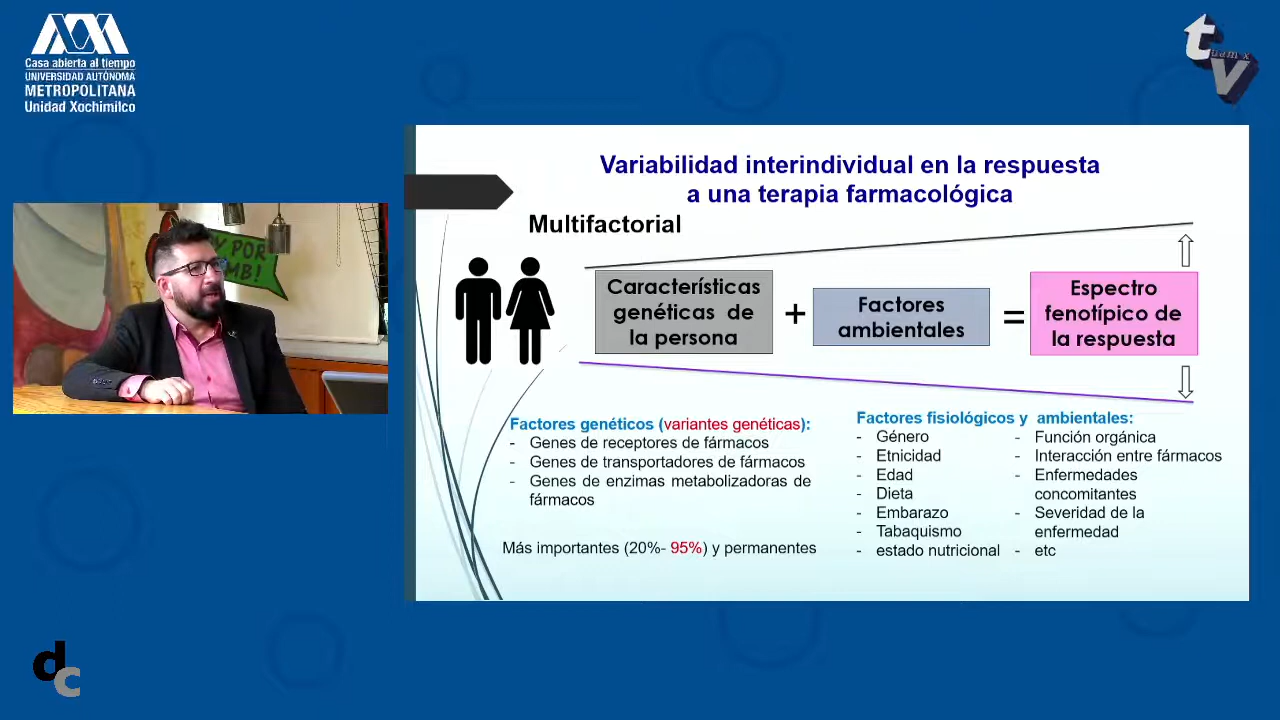 Casa abierta al tiempo
UNIVERSIDAD AUTÓNOMA
METROPOLITANA
Unidad Xochimilco
t uam x
v
Y POR
MB!
Variabilidad interindividual en la respuesta
a una terapia farmacológica
Multifactorial
Características
genéticas de
la persona
+
Factores
ambientales
=
Espectro
fenotípico de
la respuesta
Factores genéticos (variantes genéticas):
- Genes de receptores de fármacos
- Genes de transportadores de fármacos
- Genes de enzimas metabolizadoras de
fármacos
Más importantes (20%- 95%) y permanentes
Factores fisiológicos y ambientales:
- Género
- Etnicidad
- Edad
- Dieta
- Embarazo
- Tabaquismo
- estado nutricional
- Función orgánica
- Interacción entre fármacos
- Enfermedades
concomitantes
- Severidad de la
enfermedad
- etc
dc